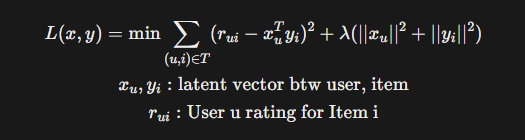 L(x, y) = min ∑_{(u,i)∈T} (r_{ui} − x_u^T y_i)^2 + λ(||x_u||^2 + ||y_i||^2)
x_u, y_i : latent vector btw user, item
r_{ui} : User u rating for Item i